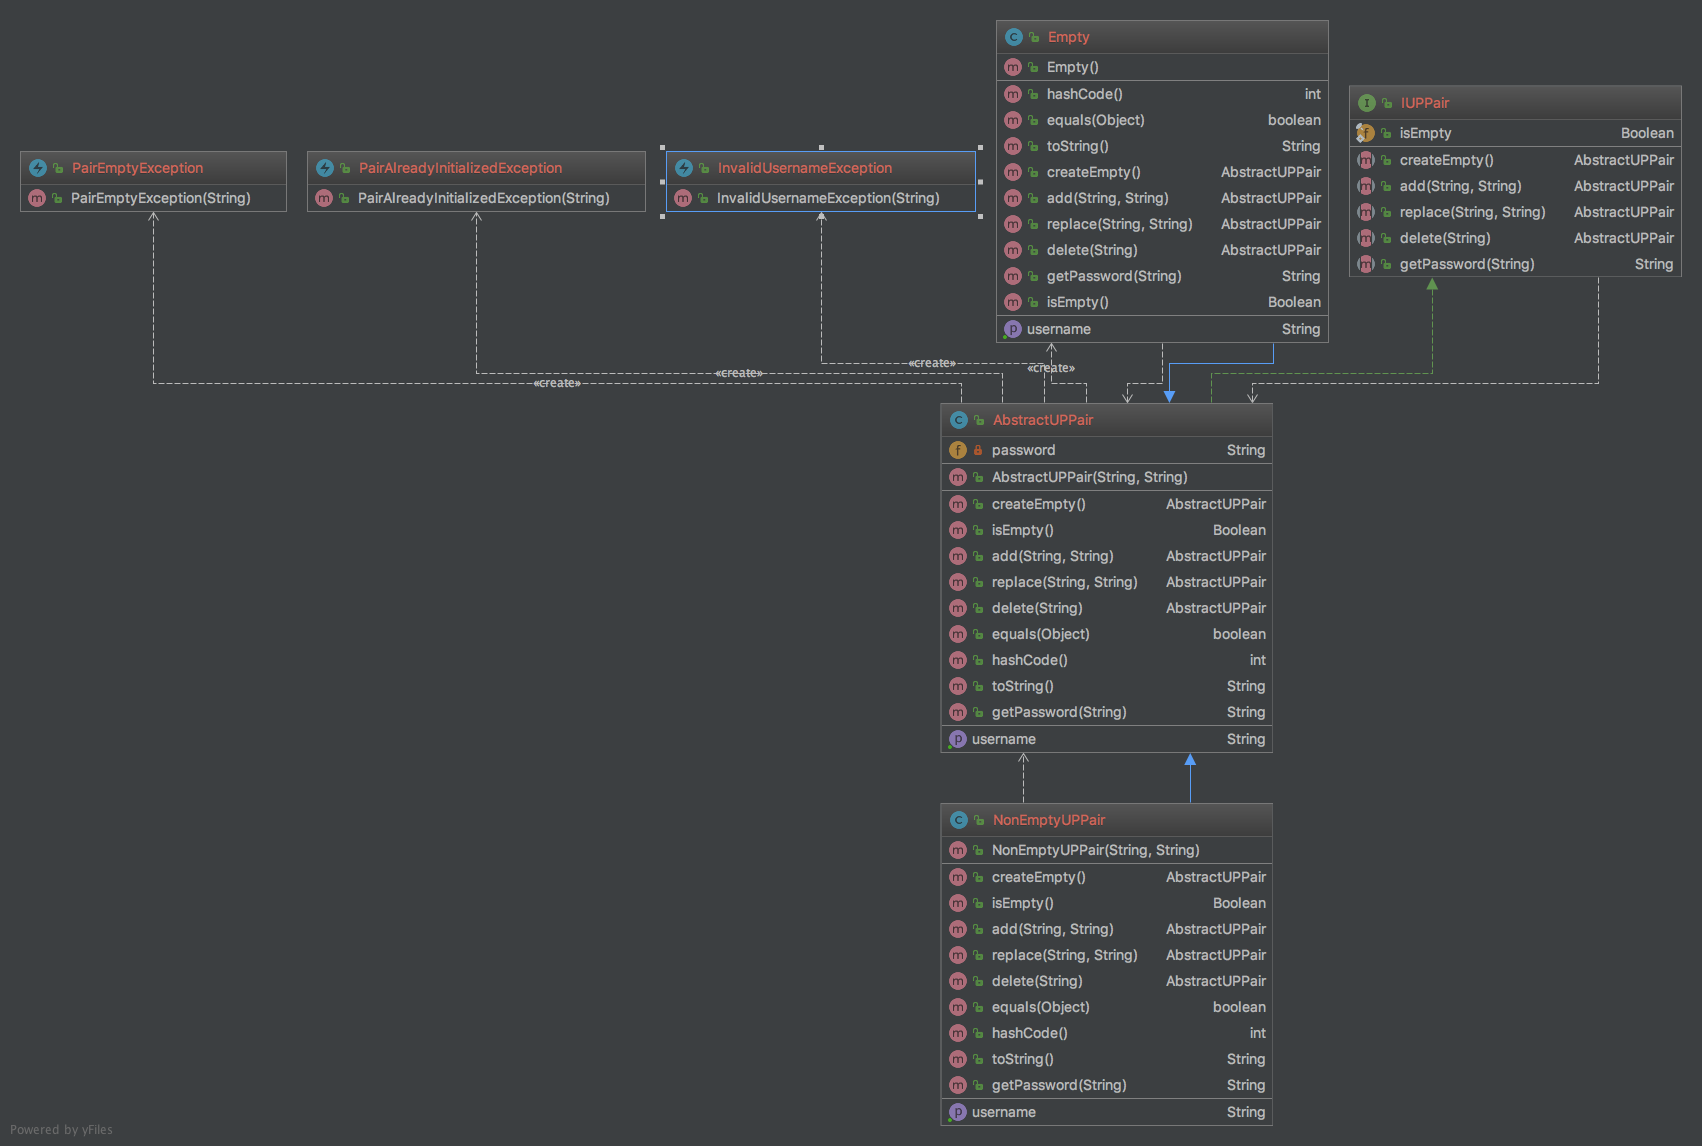 Empty
Empty()
hashCode() int
equals(Object) boolean
toString() String
createEmpty() AbstractUPPair
add(String, String) AbstractUPPair
replace(String, String) AbstractUPPair
delete(String) AbstractUPPair
getPassword(String) String
isEmpty() Boolean
username String
IUPPair
isEmpty Boolean
createEmpty() AbstractUPPair
add(String, String) AbstractUPPair
replace(String, String) AbstractUPPair
delete(String) AbstractUPPair
getPassword(String) String
PairEmptyException
PairEmptyException(String)
PairAlreadyInitializedException
PairAlreadyInitializedException(String)
InvalidUsernameException
InvalidUsernameException(String)
«create»
«create»
«create»
«create»
AbstractUPPair
password String
AbstractUPPair(String, String)
createEmpty() AbstractUPPair
isEmpty() Boolean
add(String, String) AbstractUPPair
replace(String, String) AbstractUPPair
delete(String) AbstractUPPair
equals(Object) boolean
hashCode() int
toString() String
getPassword(String) String
username String
NonEmptyUPPair
NonEmptyUPPair(String, String)
createEmpty() AbstractUPPair
isEmpty() Boolean
add(String, String) AbstractUPPair
replace(String, String) AbstractUPPair
delete(String) AbstractUPPair
equals(Object) boolean
hashCode() int
toString() String
getPassword(String) String
username String
Powered by yFiles